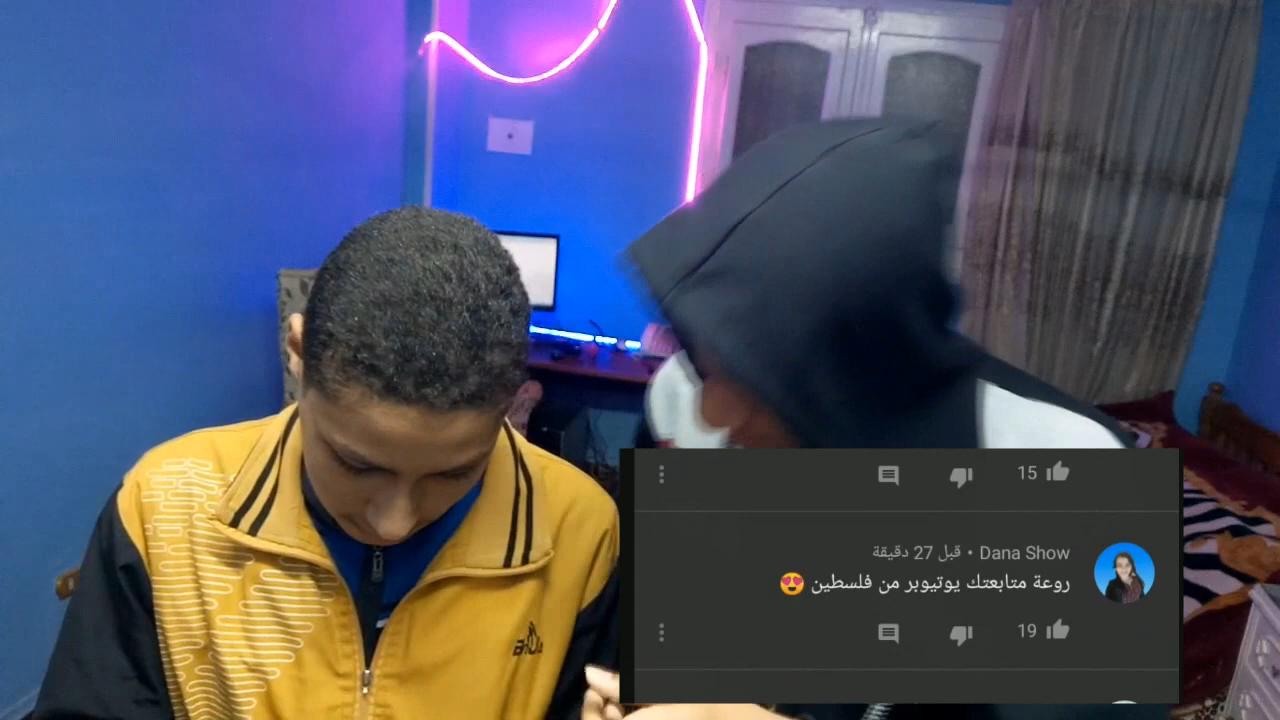 15
Dana Show • قبل 27 دقيقة
روعة متابعتك يوتيوبر من فلسطين 😍
19